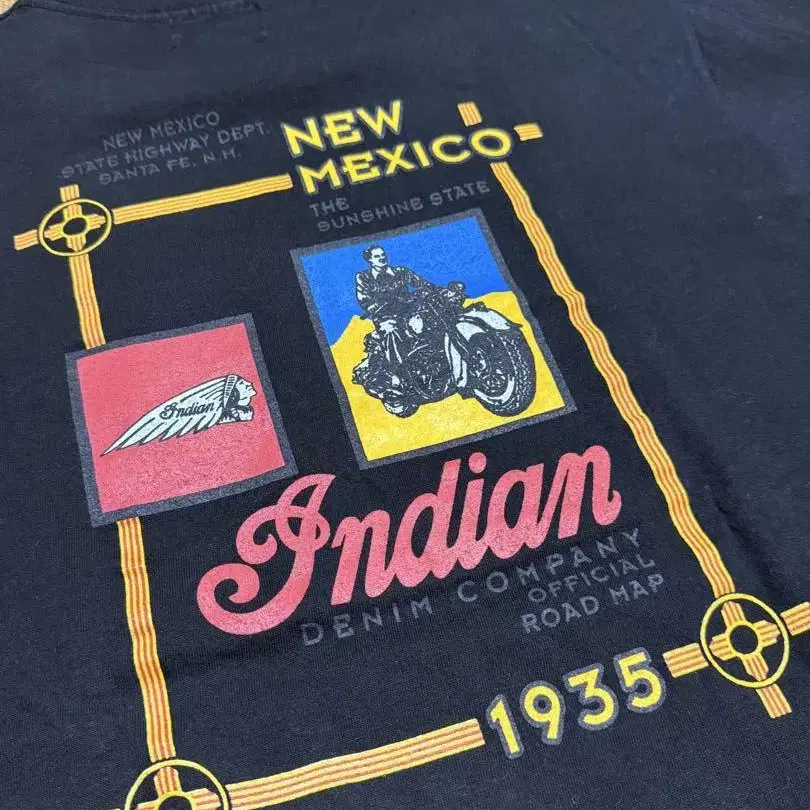 NEW MEXICO
STATE HIGHWAY DEPT.
SANTA FE, N.M.
NEW
MEXICO
THE
SUNSHINE STATE
Indian
Indian
DENIM COMPANY
OFFICIAL
ROAD MAP
1935